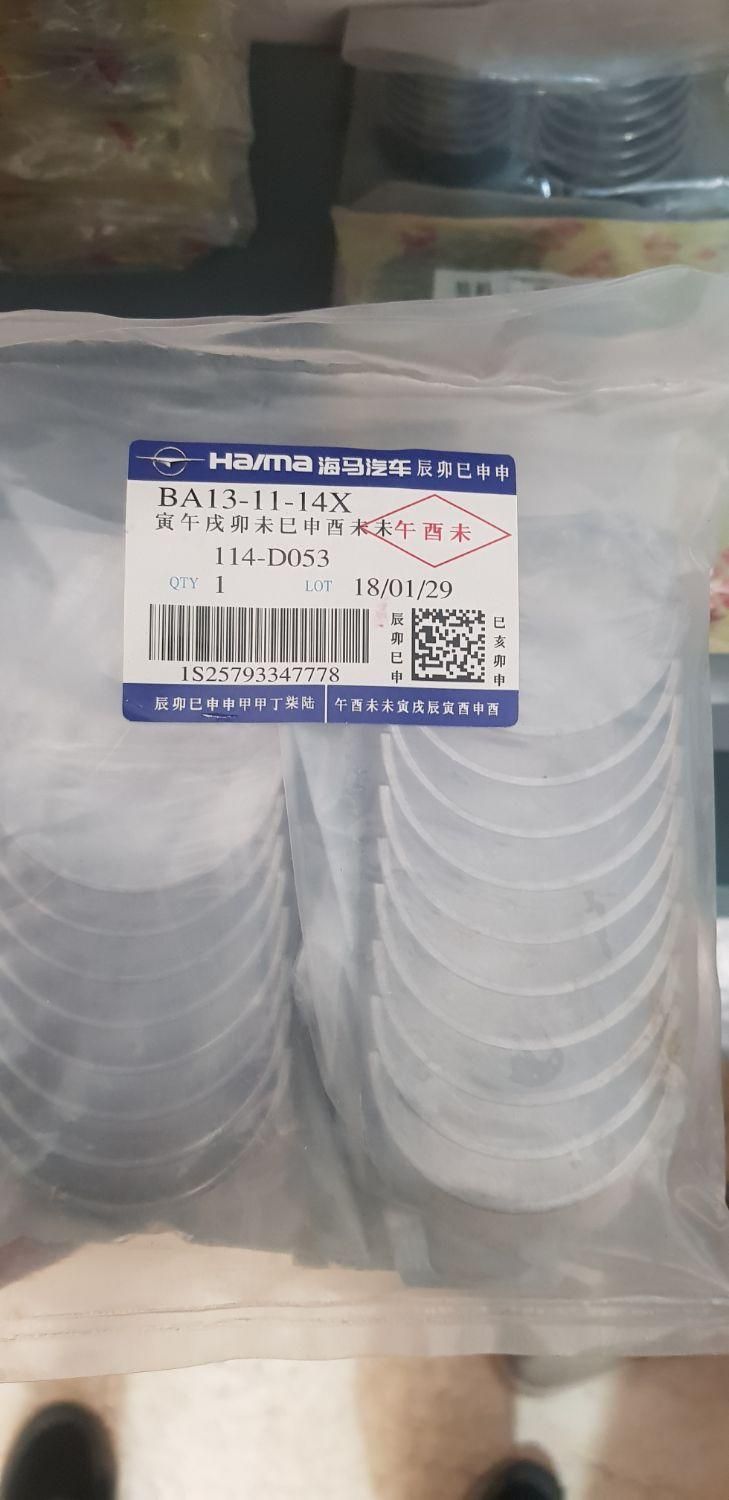 Haima 海马汽车 辰卯巳申申
BA13-11-14X
寅午戌卯未巳申酉未未 午酉未
114-D053
QTY 1 LOT 18/01/29
辰卯巳申
巳亥卯申
1S25793347778
辰卯巳申申甲甲丁柒陆 午酉未未寅戌辰寅酉申酉